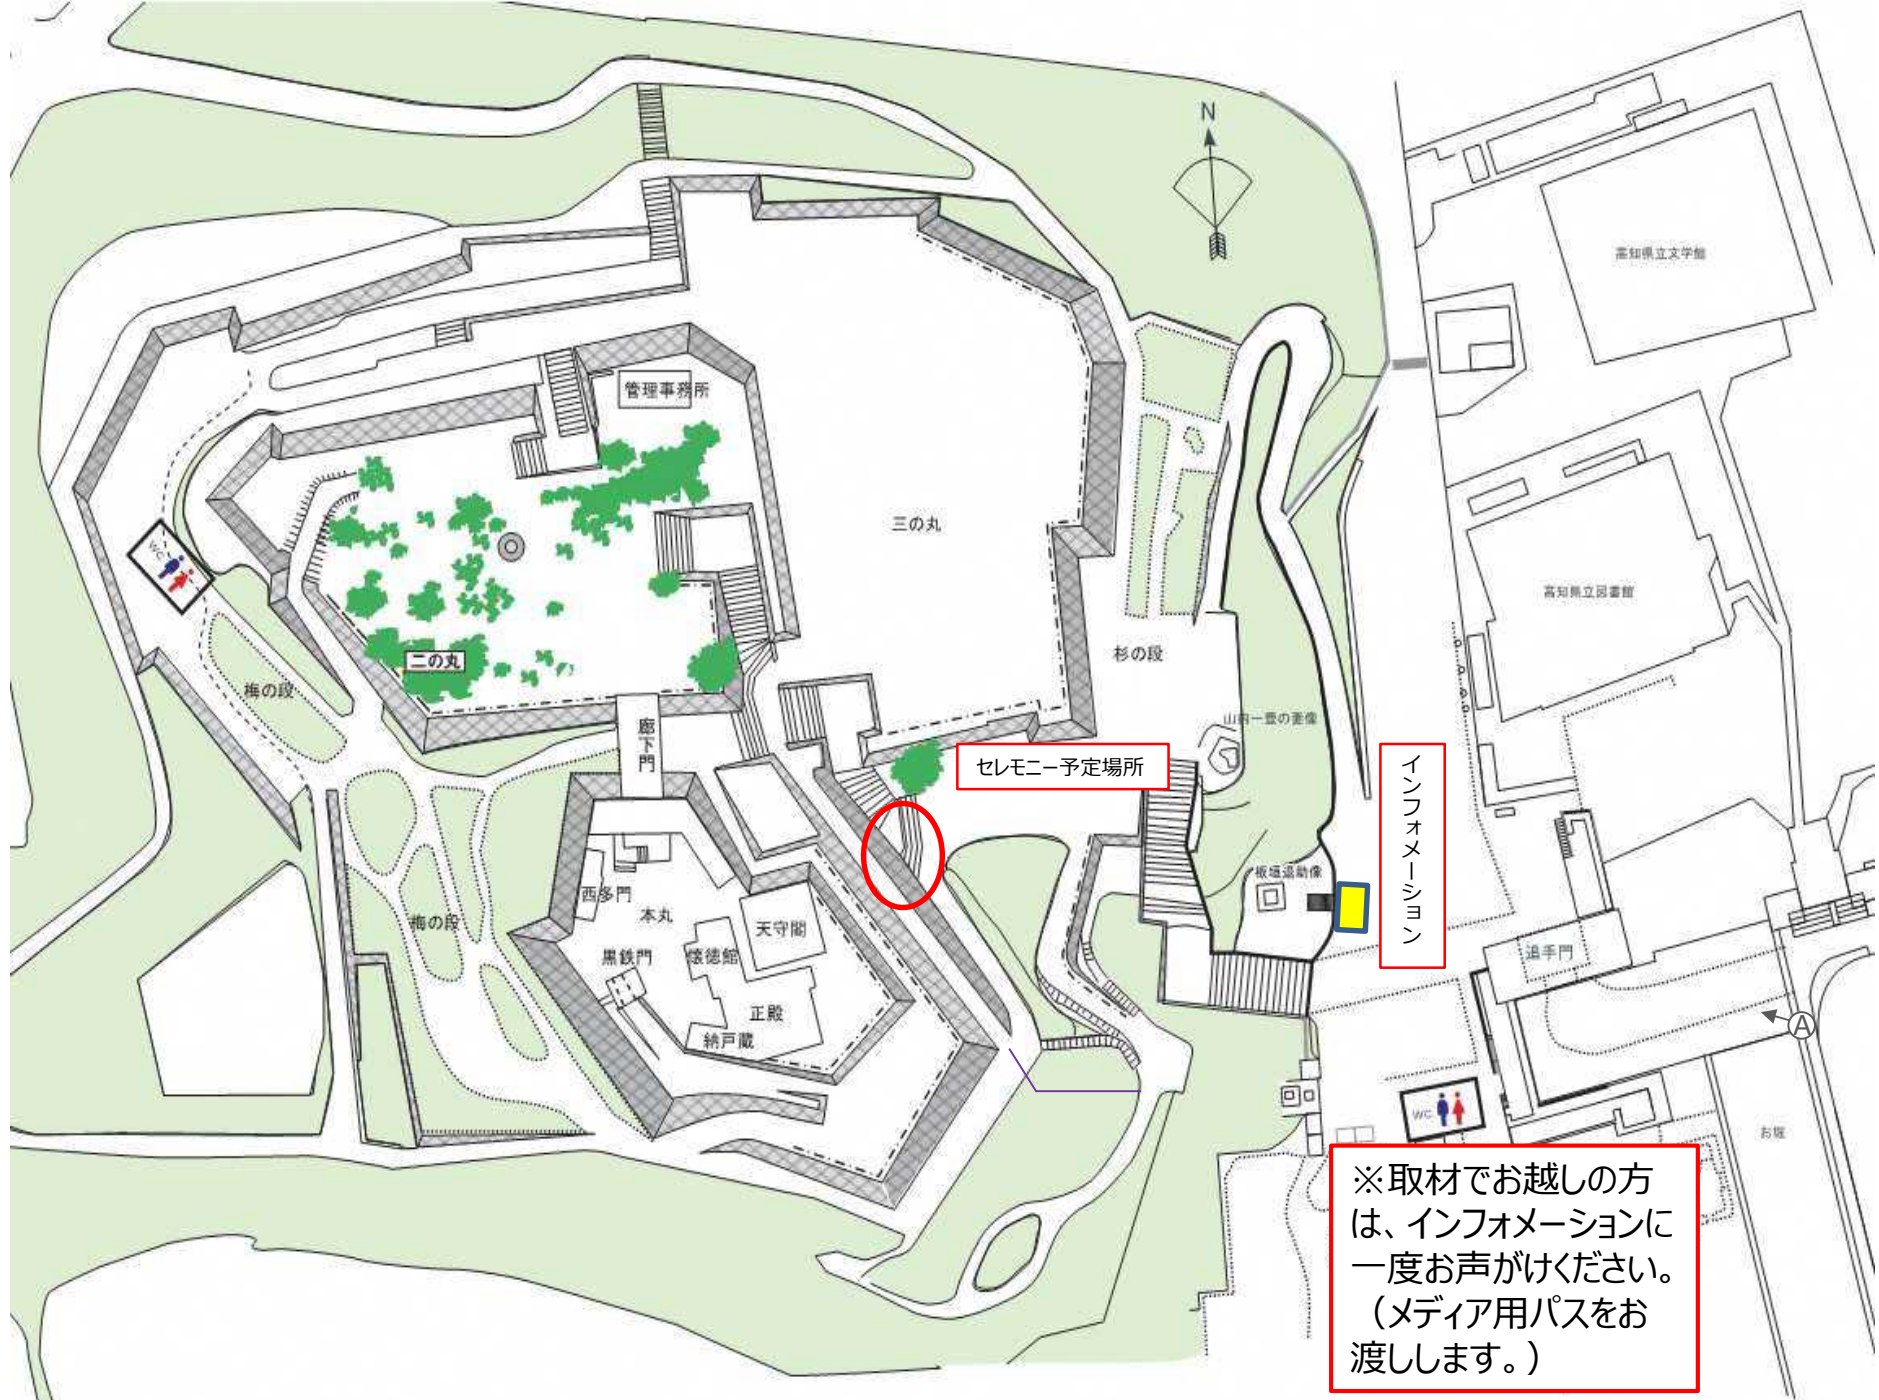 N
高知県立文学館
管理事務所
三の丸
高知県立図書館
WC
二の丸
杉の段
梅の段
山内一豊の妻像
廊下門
セレモニー予定場所
インフォメーション
板垣退助像
西多門
本丸
天守閣
梅の段
黒鉄門
懐徳館
追手門
正殿
納戸蔵
A
WC
お堀
※取材でお越しの方
は、インフォメーションに
一度お声がけください。
（メディア用パスをお
渡しします。）